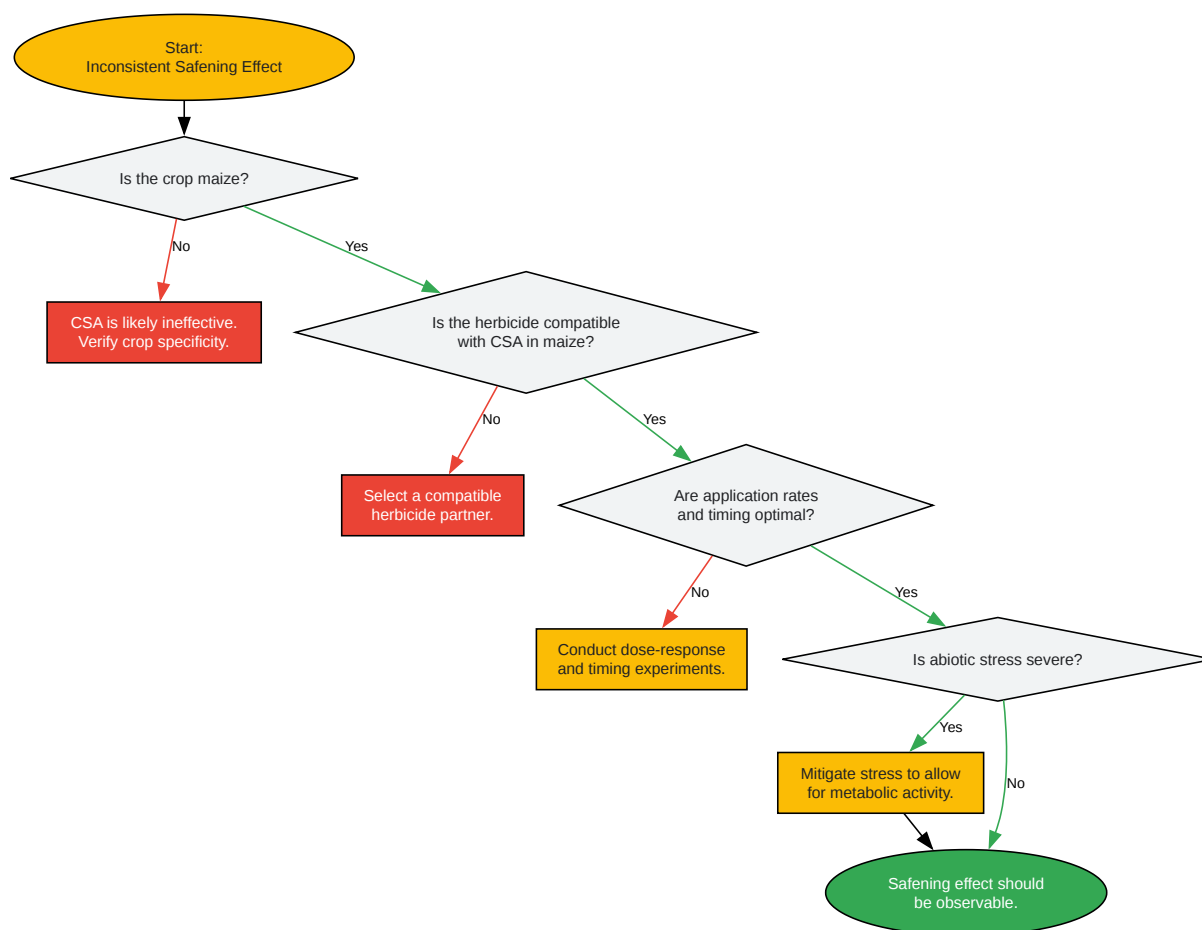 Start:
Inconsistent Safening Effect
Is the crop maize?
No
Yes
CSA is likely ineffective.
Verify crop specificity.
Is the herbicide compatible
with CSA in maize?
No
Yes
Select a compatible
herbicide partner.
Are application rates
and timing optimal?
No
Yes
Conduct dose-response
and timing experiments.
Is abiotic stress severe?
Yes
No
Mitigate stress to allow
for metabolic activity.
Safening effect should
be observable.